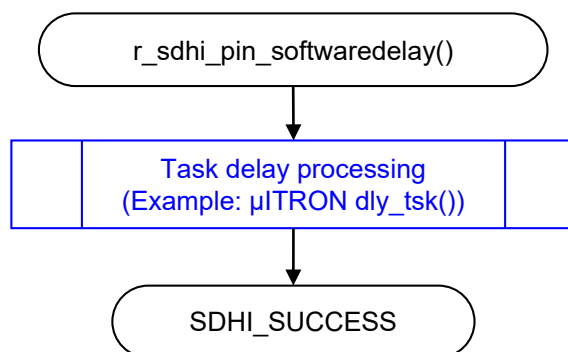 r_sdhi_pin_softwaredelay()
Task delay processing
(Example: µITRON dly_tsk())
SDHI_SUCCESS